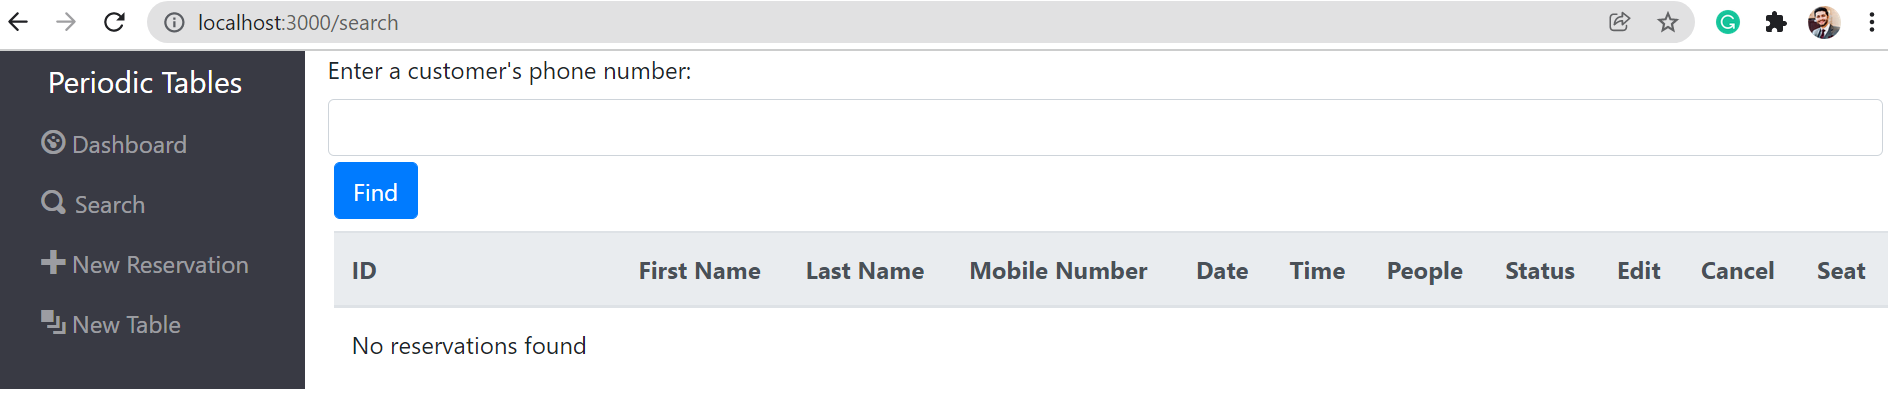 localhost:3000/search
Periodic Tables
Dashboard
Search
New Reservation
New Table
Enter a customer's phone number:
Find
ID First Name Last Name Mobile Number Date Time People Status Edit Cancel Seat
No reservations found